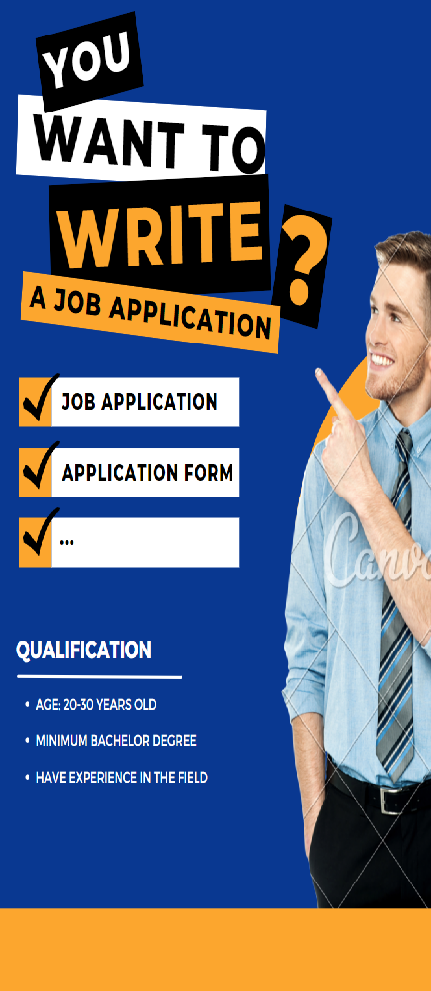 YOU
WANT TO
WRITE
?
A JOB APPLICATION
JOB APPLICATION
APPLICATION FORM
...
QUALIFICATION
• AGE: 20-30 YEARS OLD
• MINIMUM BACHELOR DEGREE
• HAVE EXPERIENCE IN THE FIELD